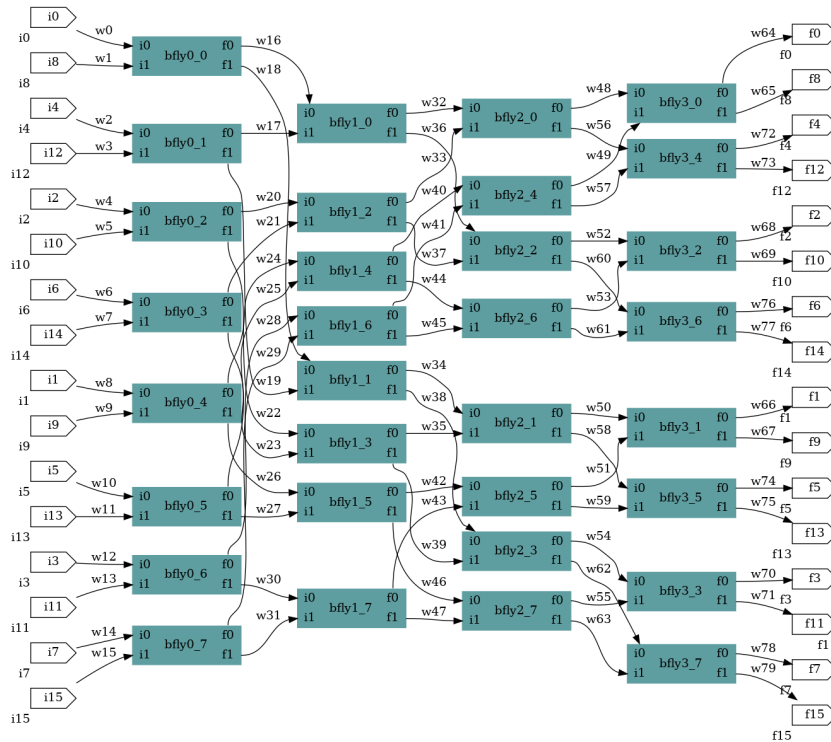 i0
i0
w0
i8
i8
w1
i4
i4
w2
i12
i12
w3
i2
i2
w4
i10
i10
w5
i6
i6
w6
i14
i14
w7
i1
i1
w8
i9
i9
w9
i5
i5
w10
i13
i13
w11
i3
i3
w12
i11
i11
w13
i7
i7
w14
i15
i15
w15
i0 bfly0_0 f0
i1 f1
i0 bfly0_1 f0
i1 f1
i0 bfly0_2 f0
i1 f1
i0 bfly0_3 f0
i1 f1
i0 bfly0_4 f0
i1 f1
i0 bfly0_5 f0
i1 f1
i0 bfly0_6 f0
i1 f1
i0 bfly0_7 f0
i1 f1
w16
w18
w17
w20
w21
w24
w25
w28
w29
w19
w22
w23
w26
w27
w30
w31
i0 bfly1_0 f0
i1 f1
i0 bfly1_2 f0
i1 f1
i0 bfly1_4 f0
i1 f1
i0 bfly1_6 f0
i1 f1
i0 bfly1_1 f0
i1 f1
i0 bfly1_3 f0
i1 f1
i0 bfly1_5 f0
i1 f1
i0 bfly1_7 f0
i1 f1
w32
w36
w33
w40
w41
w37
w44
w45
w34
w38
w35
w42
w43
w39
w46
w47
i0 bfly2_0 f0
i1 f1
i0 bfly2_4 f0
i1 f1
i0 bfly2_2 f0
i1 f1
i0 bfly2_6 f0
i1 f1
i0 bfly2_1 f0
i1 f1
i0 bfly2_5 f0
i1 f1
i0 bfly2_3 f0
i1 f1
i0 bfly2_7 f0
i1 f1
w48
w56
w49
w57
w52
w60
w53
w61
w50
w58
w51
w59
w54
w62
w55
w63
i0 bfly3_0 f0
i1 f1
i0 bfly3_4 f0
i1 f1
i0 bfly3_2 f0
i1 f1
i0 bfly3_6 f0
i1 f1
i0 bfly3_1 f0
i1 f1
i0 bfly3_5 f0
i1 f1
i0 bfly3_3 f0
i1 f1
i0 bfly3_7 f0
i1 f1
w64
f0
f0
w65
f8
f8
w72
f4
f4
w73
f12
f12
w68
f2
f2
w69
f10
f10
w76
f6
f6
w77
f14
f14
w66
f1
f1
w67
f9
f9
w74
f5
f5
w75
f13
f13
w70
f3
f3
w71
f11
f1
w78
f7
f7
w79
f15
f15